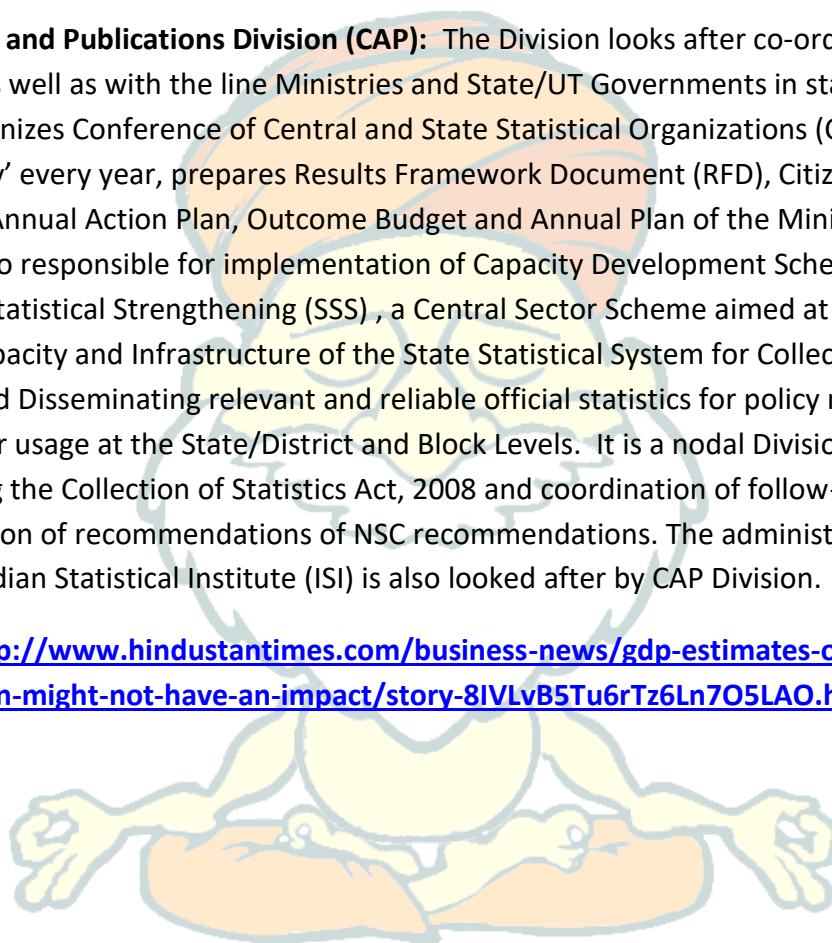 and Publications Division (CAP): The Division looks after co-ord
well as with the line Ministries and State/UT Governments in sta
nizes Conference of Central and State Statistical Organizations (
' every year, prepares Results Framework Document (RFD), Citiz
Annual Action Plan, Outcome Budget and Annual Plan of the Mini
o responsible for implementation of Capacity Development Sche
tatistical Strengthening (SSS) , a Central Sector Scheme aimed at
pacity and Infrastructure of the State Statistical System for Collec
d Disseminating relevant and reliable official statistics for policy
r usage at the State/District and Block Levels. It is a nodal Divisio
g the Collection of Statistics Act, 2008 and coordination of follow-
on of recommendations of NSC recommendations. The administ
dian Statistical Institute (ISI) is also looked after by CAP Division.
p://www.hindustantimes.com/business-news/gdp-estimates-o
n-might-not-have-an-impact/story-8IVLvB5Tu6rTz6Ln7O5LAO.h